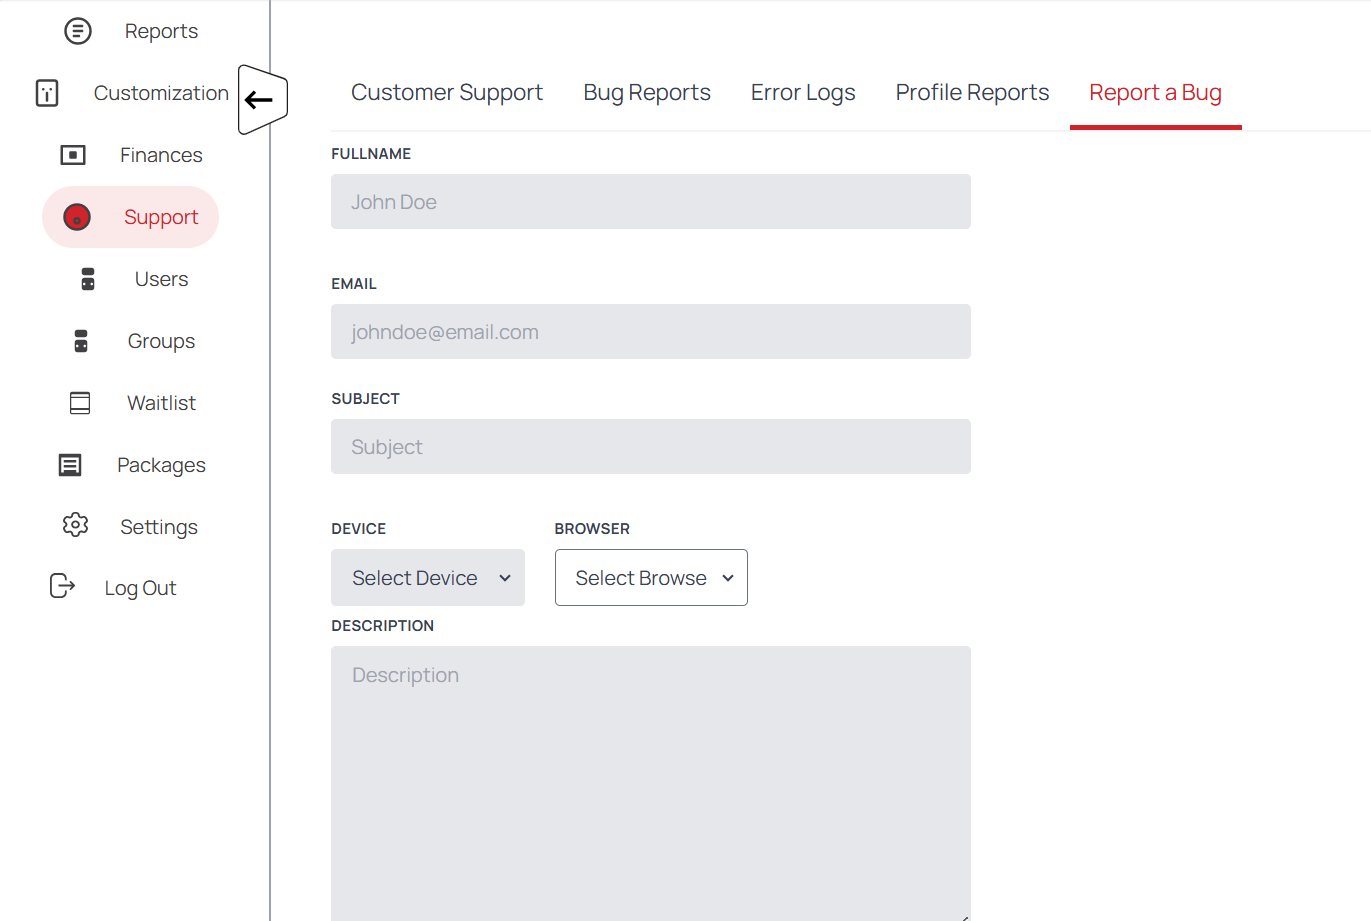 Reports
Customization
Finances
Support
Users
Groups
Waitlist
Packages
Settings
Log Out
Customer Support Bug Reports Error Logs Profile Reports Report a Bug
FULLNAME
John Doe
EMAIL
johndoe@email.com
SUBJECT
Subject
DEVICE BROWSER
Select Device Select Browse
DESCRIPTION
Description